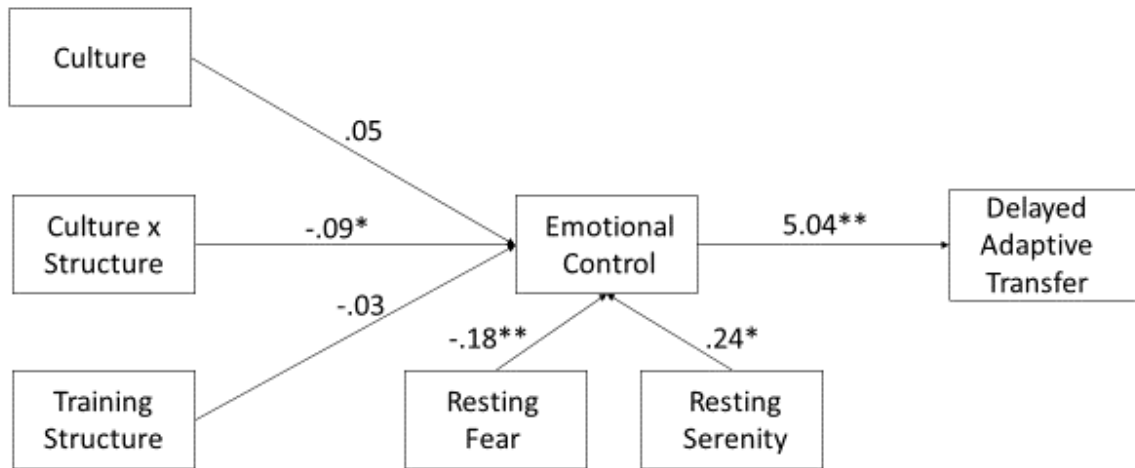 Culture
.05
Culture x
Structure
-.09*
Emotional
Control
5.04**
Delayed
Adaptive
Transfer
-.03
Training
Structure
-.18**
.24*
Resting
Fear
Resting
Serenity